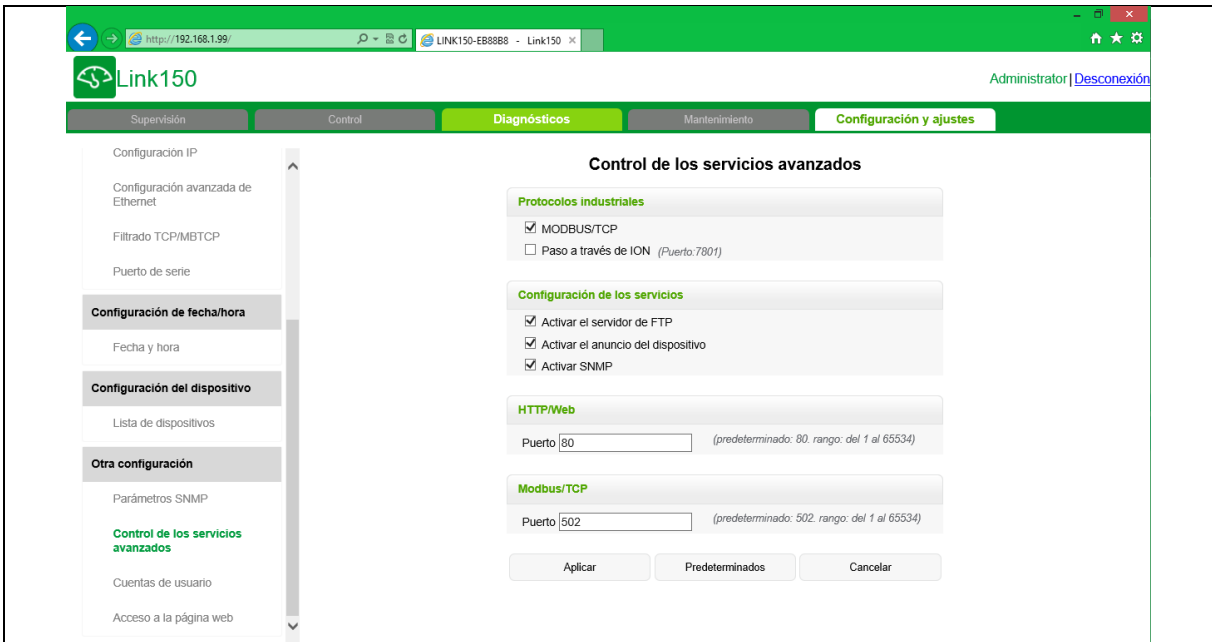 http://192.168.1.99/
LINK150-EB88B8 - Link150
Link150
Administrator | Desconexión
Supervisión
Control
Diagnósticos
Mantenimiento
Configuración y ajustes
Configuración IP
Configuración avanzada de
Ethernet
Filtrado TCP/MBTCP
Puerto de serie
Configuración de fecha/hora
Fecha y hora
Configuración del dispositivo
Lista de dispositivos
Otra configuración
Parámetros SNMP
Control de los servicios
avanzados
Cuentas de usuario
Acceso a la página web
Control de los servicios avanzados
Protocolos industriales
MODBUS/TCP
Paso a través de ION (Puerto:7801)
Configuración de los servicios
Activar el servidor de FTP
Activar el anuncio del dispositivo
Activar SNMP
HTTP/Web
Puerto 80 (predeterminado: 80. rango: del 1 al 65534)
Modbus/TCP
Puerto 502 (predeterminado: 502. rango: del 1 al 65534)
Aplicar
Predeterminados
Cancelar